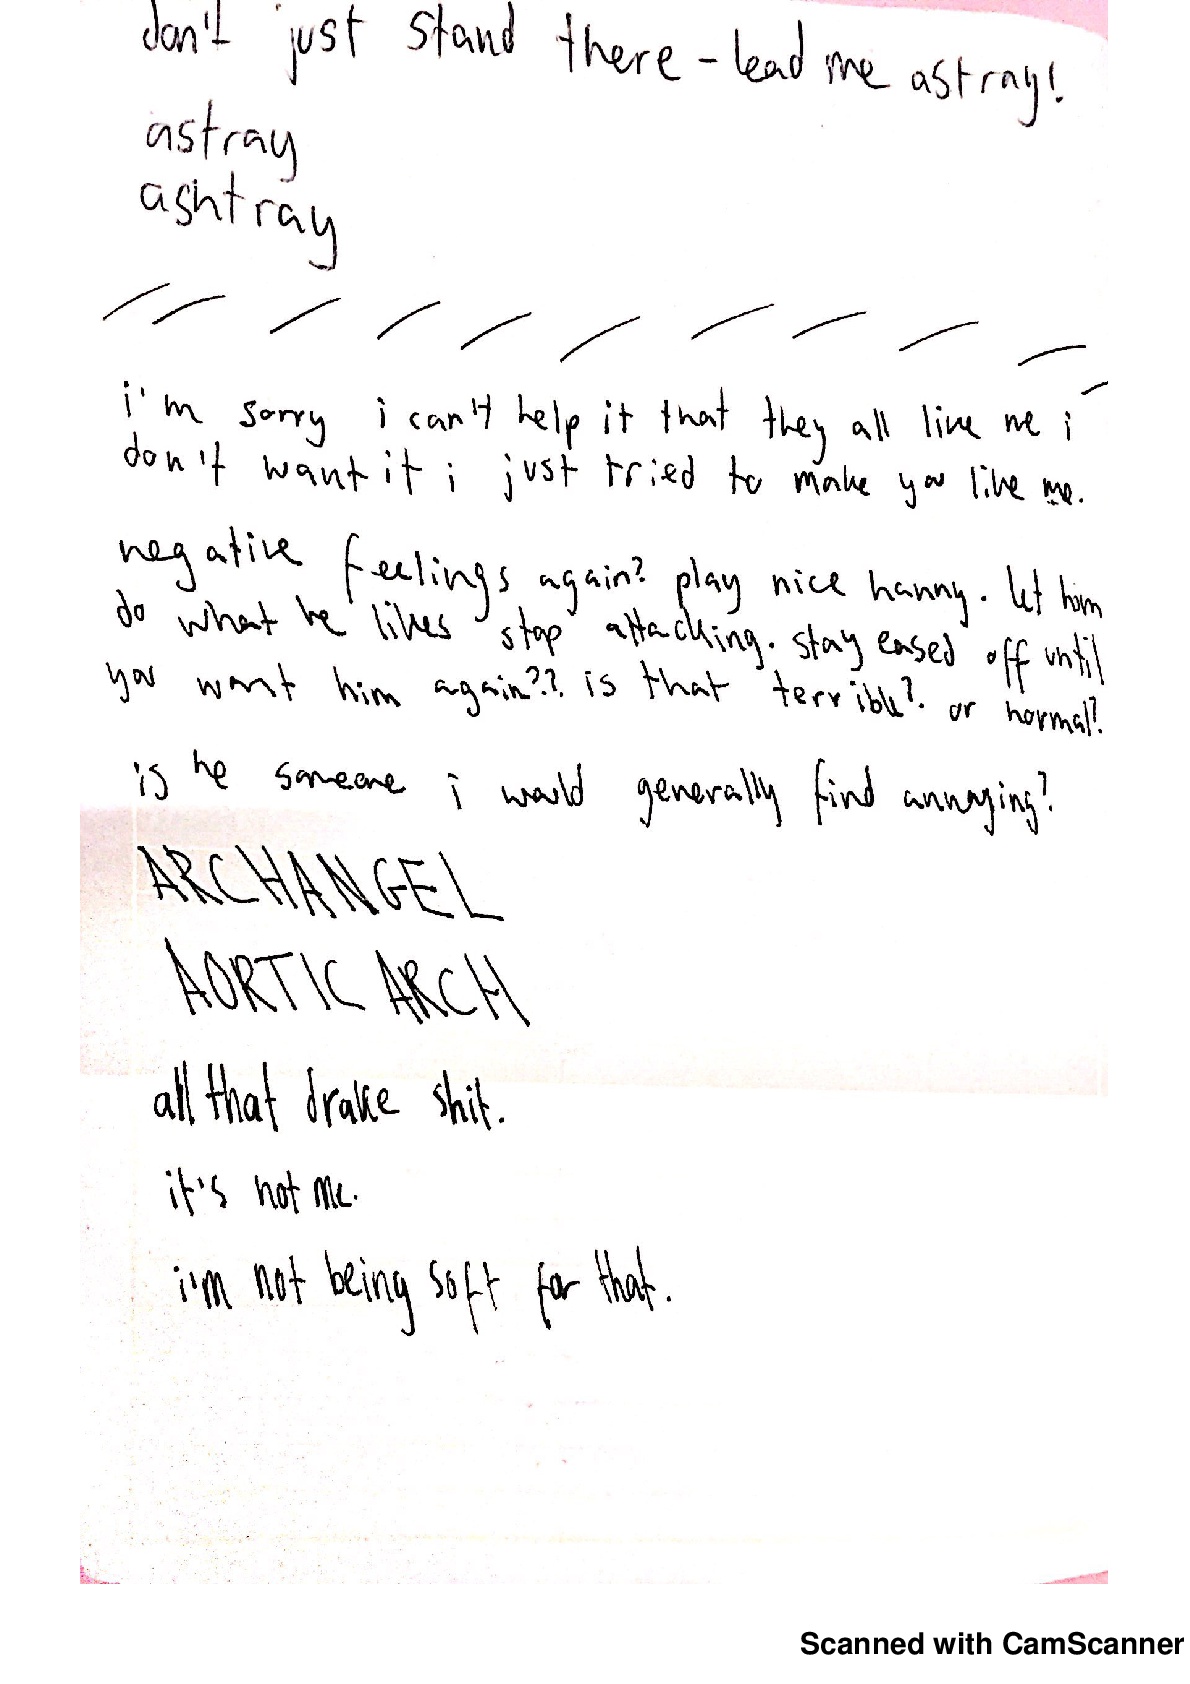 don't just stand there - lead me astray!
astray
ashtray
i'm sorry i can't help it that they all like me i
don't want it i just tried to make you like me.
negative feelings again? play nice hanny. let him
do what he likes stop attacking. stay eased off until
you want him again?? is that terrible? or normal?
is he someone i would generally find annoying?
ARCHANGEL
AORTIC ARCH
all that drake shit.
it's not me.
i'm not being soft for that.
Scanned with CamScanner